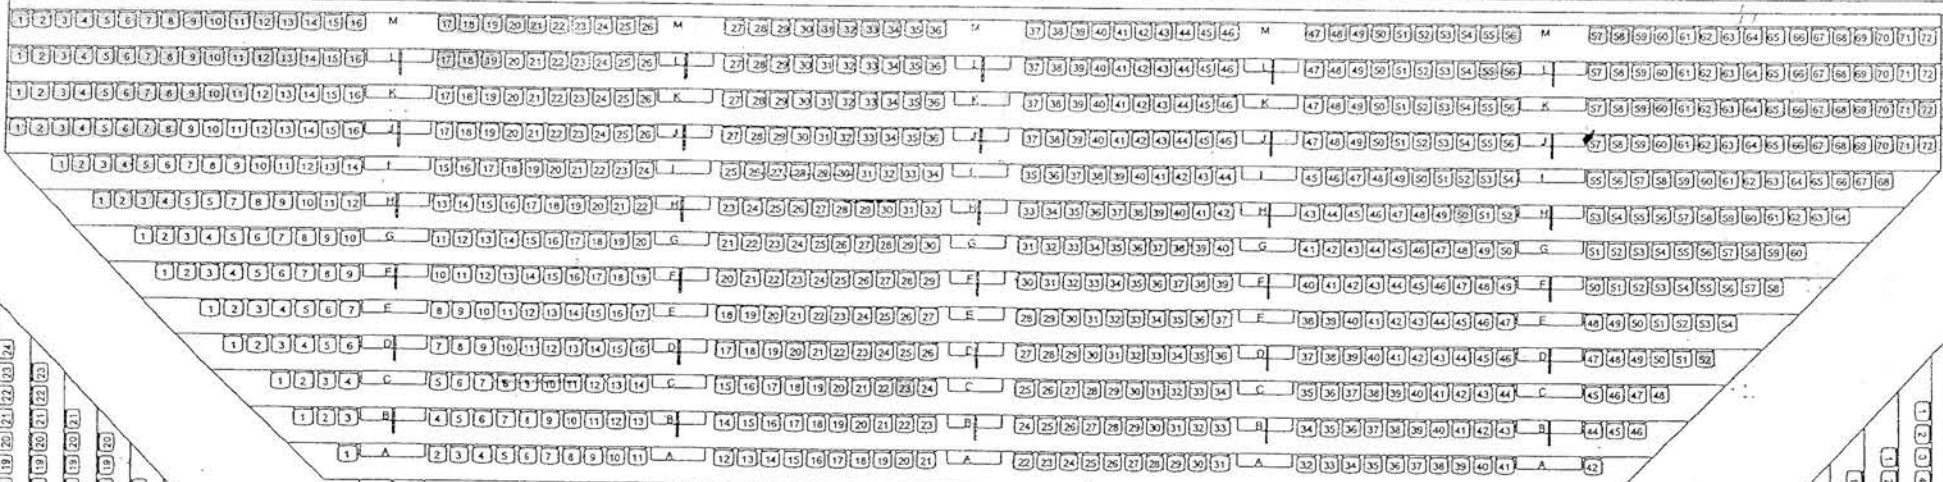 1 2 3 4 5 6 7 8 9 10 11 12 13 14 15 16 M 17 18 19 20 21 22 23 24 25 26 M 27 28 29 30 31 32 33 34 35 36 M 37 38 39 40 41 42 43 44 45 46 M 47 48 49 50 51 52 53 54 55 56 M 57 58 59 60 61 62 63 64 65 66 67 68 69 70 71 72
1 2 3 4 5 6 7 8 9 10 11 12 13 14 15 16 L 17 18 19 20 21 22 23 24 25 26 L 27 28 29 30 31 32 33 34 35 36 L 37 38 39 40 41 42 43 44 45 46 L 47 48 49 50 51 52 53 54 55 56 L 57 58 59 60 61 62 63 64 65 66 67 68 69 70 71 72
1 2 3 4 5 6 7 8 9 10 11 12 13 14 15 16 K 17 18 19 20 21 22 23 24 25 26 K 27 28 29 30 31 32 33 34 35 36 K 37 38 39 40 41 42 43 44 45 46 K 47 48 49 50 51 52 53 54 55 56 K 57 58 59 60 61 62 63 64 65 66 67 68 69 70 71 72
1 2 3 4 5 6 7 8 9 10 11 12 13 14 15 16 J 17 18 19 20 21 22 23 24 25 26 J 27 28 29 30 31 32 33 34 35 36 J 37 38 39 40 41 42 43 44 45 46 J 47 48 49 50 51 52 53 54 55 56 J 57 58 59 60 61 62 63 64 65 66 67 68 69 70 71 72
1 2 3 4 5 6 7 8 9 10 11 12 13 14 I 15 16 17 18 19 20 21 22 23 24 I 25 26 27 28 29 30 31 32 33 34 I 35 36 37 38 39 40 41 42 43 44 I 45 46 47 48 49 50 51 52 53 54 I 55 56 57 58 59 60 61 62 63 64 65 66 67 68
1 2 3 4 5 6 7 8 9 10 11 12 H 13 14 15 16 17 18 19 20 21 22 H 23 24 25 26 27 28 29 30 31 32 H 33 34 35 36 37 38 39 40 41 42 H 43 44 45 46 47 48 49 50 51 52 H 53 54 55 56 57 58 59 60 61 62 63 64
1 2 3 4 5 6 7 8 9 10 G 11 12 13 14 15 16 17 18 19 20 G 21 22 23 24 25 26 27 28 29 30 G 31 32 33 34 35 36 37 38 39 40 G 41 42 43 44 45 46 47 48 49 50 G 51 52 53 54 55 56 57 58 59 60
1 2 3 4 5 6 7 8 9 F 10 11 12 13 14 15 16 17 18 19 F 20 21 22 23 24 25 26 27 28 29 F 30 31 32 33 34 35 36 37 38 39 F 40 41 42 43 44 45 46 47 48 49 F 50 51 52 53 54 55 56 57 58
1 2 3 4 5 6 7 E 8 9 10 11 12 13 14 15 16 17 E 18 19 20 21 22 23 24 25 26 27 E 28 29 30 31 32 33 34 35 36 37 E 38 39 40 41 42 43 44 45 46 47 E 48 49 50 51 52 53 54
1 2 3 4 5 6 D 7 8 9 10 11 12 13 14 15 16 D 17 18 19 20 21 22 23 24 25 26 D 27 28 29 30 31 32 33 34 35 36 D 37 38 39 40 41 42 43 44 45 46 D 47 48 49 50 51 52
1 2 3 4 C 5 6 7 8 9 10 11 12 13 14 C 15 16 17 18 19 20 21 22 23 24 C 25 26 27 28 29 30 31 32 33 34 C 35 36 37 38 39 40 41 42 43 44 C 45 46 47 48
1 2 3 B 4 5 6 7 8 9 10 11 12 13 B 14 15 16 17 18 19 20 21 22 23 B 24 25 26 27 28 29 30 31 32 33 B 34 35 36 37 38 39 40 41 42 43 B 44 45 46
1 A 2 3 4 5 6 7 8 9 10 11 A 12 13 14 15 16 17 18 19 20 21 A 22 23 24 25 26 27 28 29 30 31 A 32 33 34 35 36 37 38 39 40 41 A 42
19 20 21 22 23 24
19 20 21 22 23
19 20 21
19 20
1
1 2 3